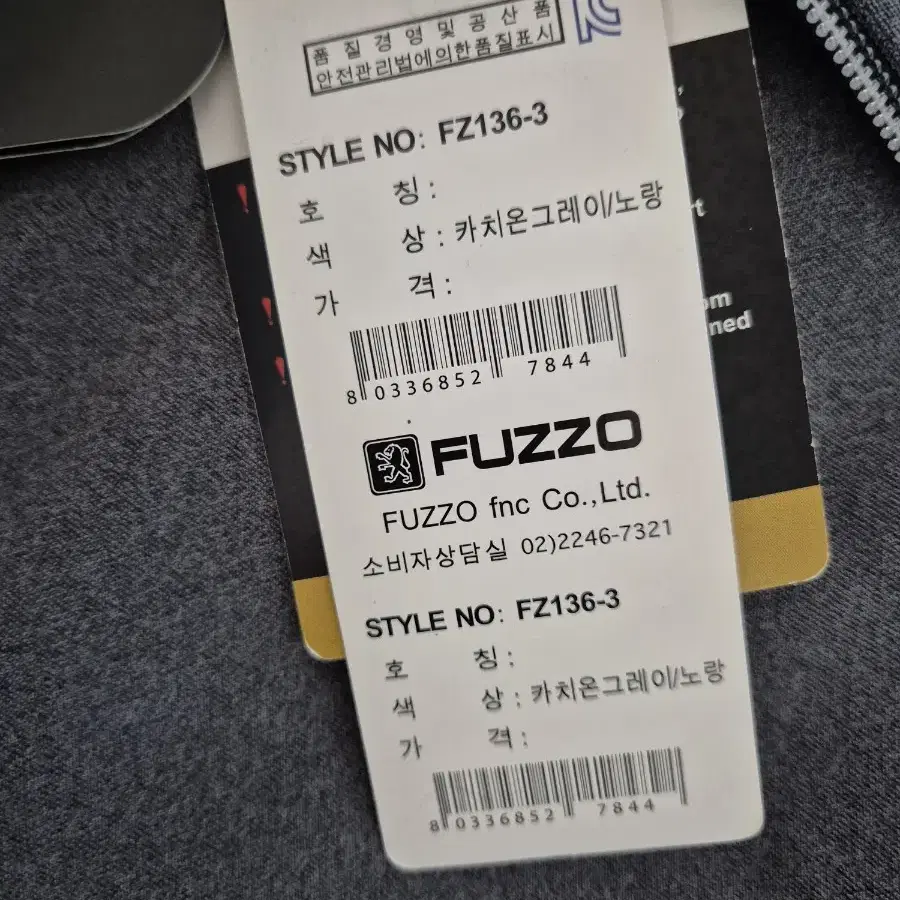 품질경영및공산품
안전관리법에의한품질표시
STYLE NO: FZ136-3
호 칭 :
색 상 : 카치온그레이/노랑
가 격 :
8 0336852 7844
FUZZO
FUZZO fnc Co.,Ltd.
소비자상담실 02)2246-7321
STYLE NO: FZ136-3
호 칭 :
색 상 : 카치온그레이/노랑
가 격 :
8 0336852 7844